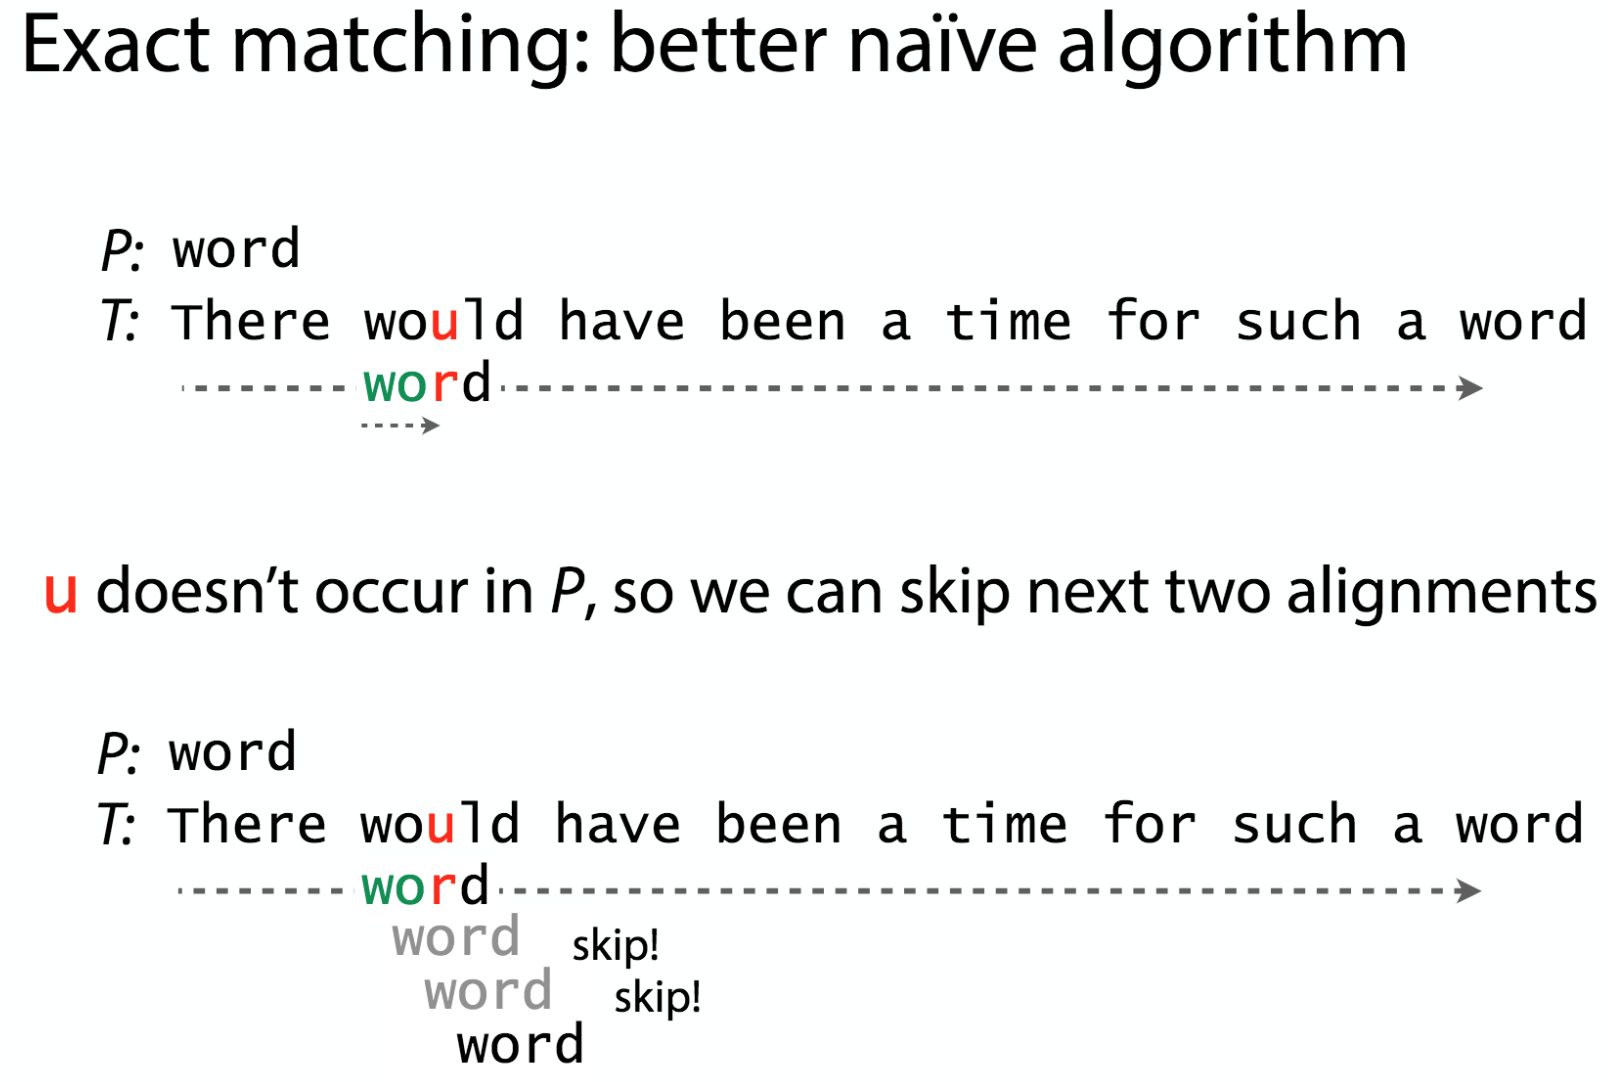 Exact matching: better naïve algorithm
P: word
T: There would have been a time for such a word
word
u doesn’t occur in P, so we can skip next two alignments
P: word
T: There would have been a time for such a word
word
word skip!
word skip!
word